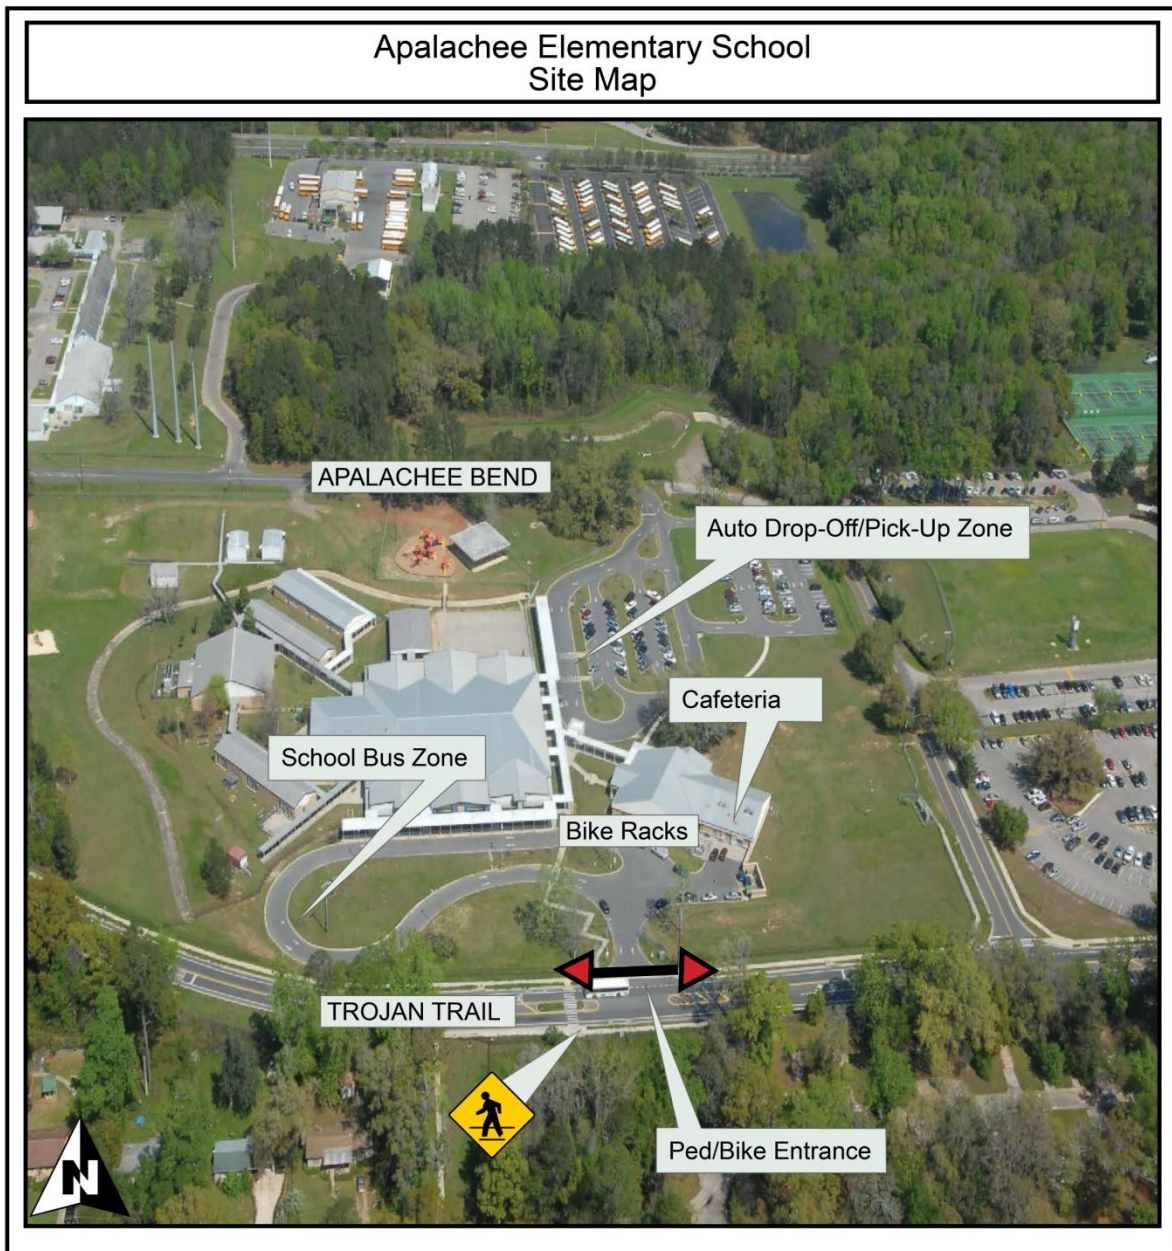 Apalachee Elementary School
Site Map
APALACHEE BEND
Auto Drop-Off/Pick-Up Zone
Cafeteria
School Bus Zone
Bike Racks
TROJAN TRAIL
Ped/Bike Entrance
N